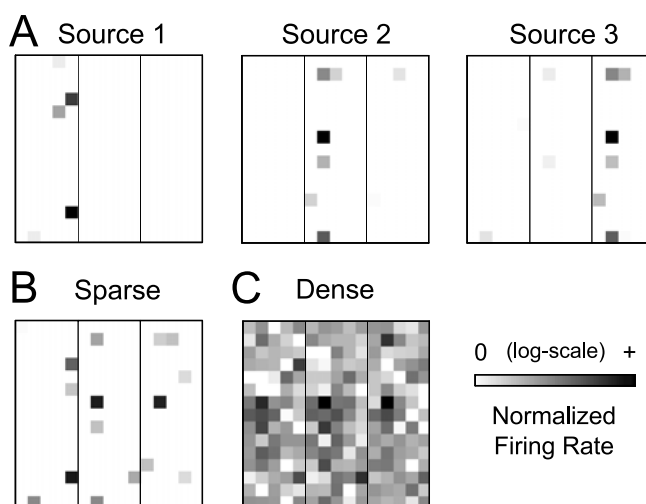 A
Source 1
Source 2
Source 3
B
Sparse
C
Dense
0 (log-scale) +
Normalized
Firing Rate